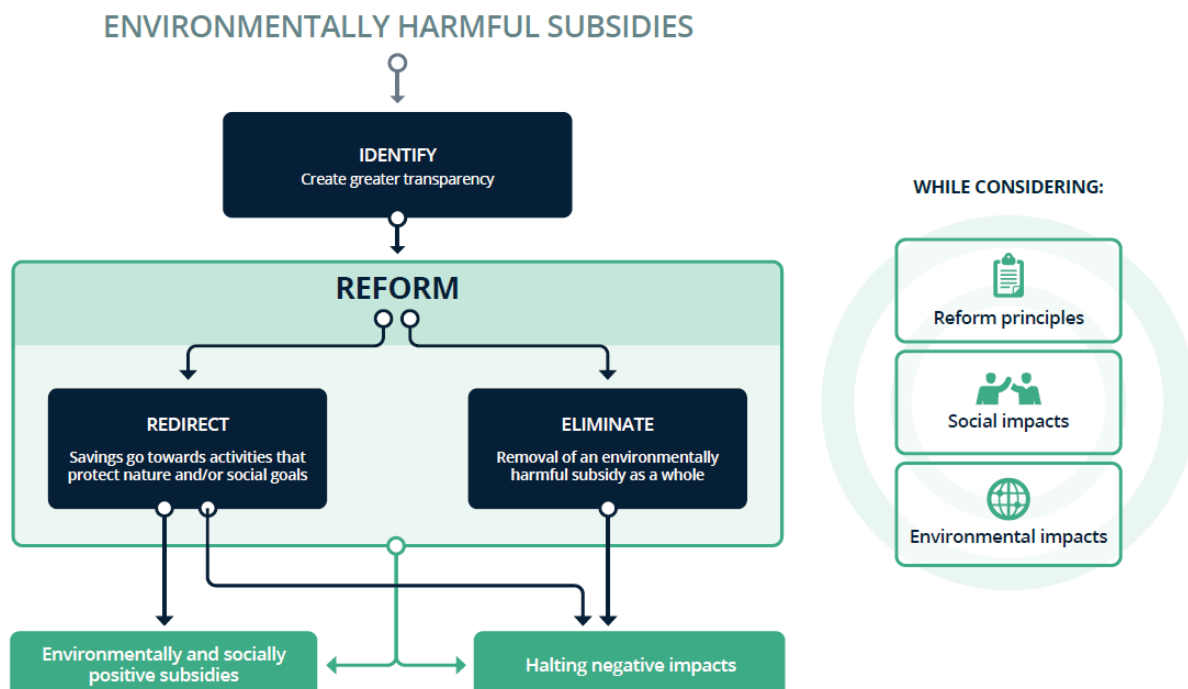 ENVIRONMENTALLY HARMFUL SUBSIDIES
IDENTIFY
Create greater transparency
REFORM
REDIRECT
Savings go towards activities that
protect nature and/or social goals
ELIMINATE
Removal of an environmentally
harmful subsidy as a whole
Environmentally and socially
positive subsidies
Halting negative impacts
WHILE CONSIDERING:
Reform principles
Social impacts
Environmental impacts